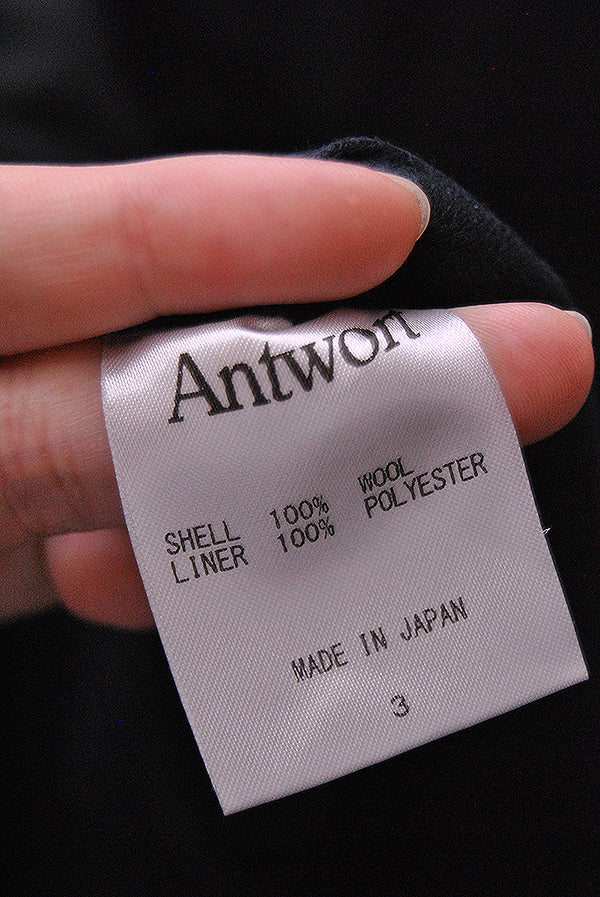 Antwort
SHELL 100% WOOL
LINER 100% POLYESTER
MADE IN JAPAN
3